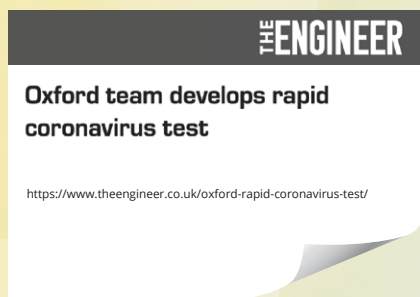 THE ENGINEER
Oxford team develops rapid
coronavirus test
https://www.theengineer.co.uk/oxford-rapid-coronavirus-test/